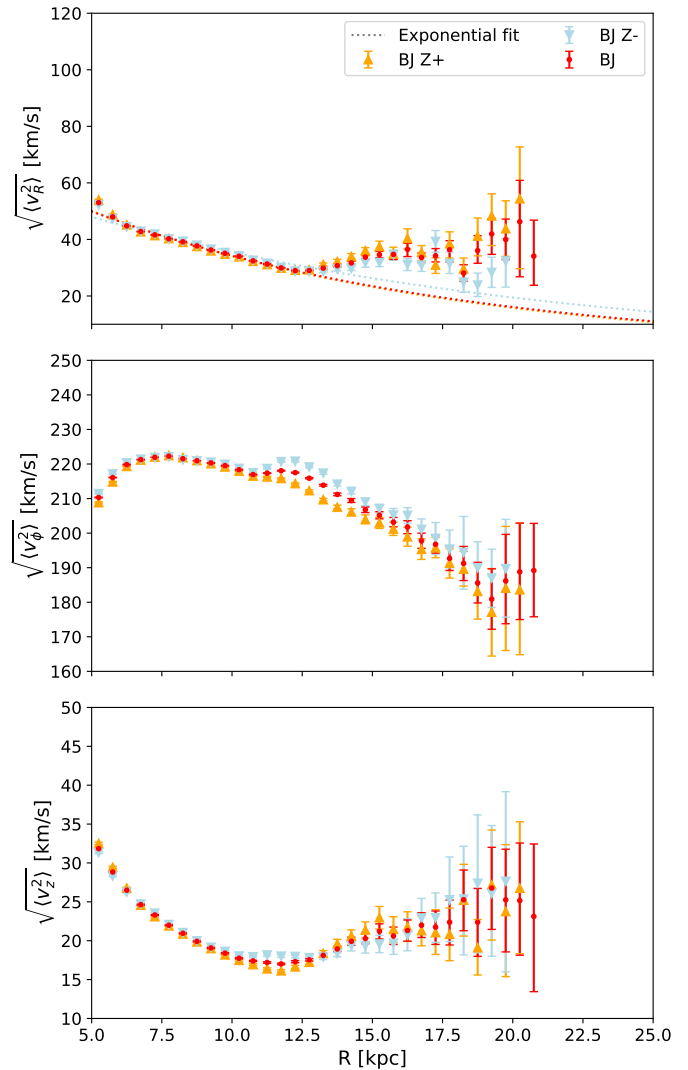 120
100
80
60
40
20
√⟨v_R^2⟩ [km/s]
Exponential fit
BJ Z+
BJ Z-
BJ
250
240
230
220
210
200
190
180
170
160
√⟨v_ϕ^2⟩ [km/s]
50
45
40
35
30
25
20
15
10
√⟨v_z^2⟩ [km/s]
5.0 7.5 10.0 12.5 15.0 17.5 20.0 22.5 25.0
R [kpc]